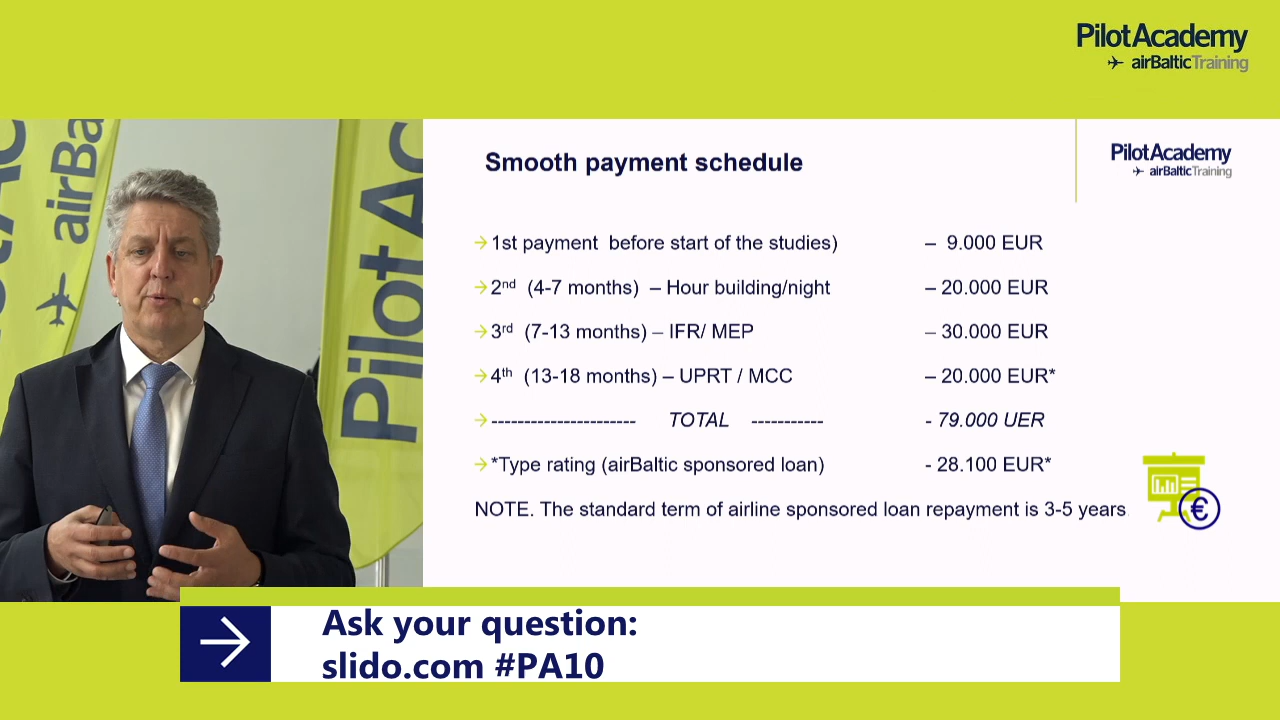 PilotAcademy
airBalticTraining
airBa
PilotAc
Smooth payment schedule
PilotAcademy
airBalticTraining
1st payment before start of the studies) – 9.000 EUR
2nd (4-7 months) – Hour building/night – 20.000 EUR
3rd (7-13 months) – IFR/ MEP – 30.000 EUR
4th (13-18 months) – UPRT / MCC – 20.000 EUR*
---------------------- TOTAL ----------- - 79.000 UER
*Type rating (airBaltic sponsored loan) - 28.100 EUR*
NOTE. The standard term of airline sponsored loan repayment is 3-5 years
Ask your question:
slido.com #PA10